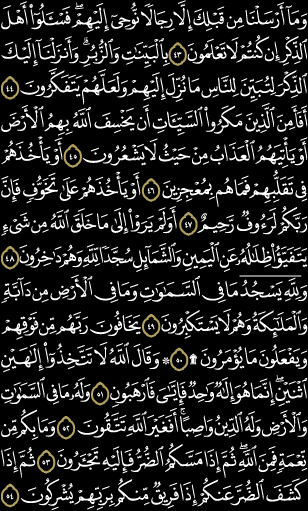 وَمَآ أَرْسَلْنَا مِن قَبْلِكَ إِلَّا رِجَالًا نُّوحِىٓ إِلَيْهِمْ ۚ فَسْـَٔلُوٓا۟ أَهْلَ
ٱلذِّكْرِ إِن كُنتُمْ لَا تَعْلَمُونَ ٤٣ بِٱلْبَيِّنَـٰتِ وَٱلزُّبُرِ ۗ وَأَنزَلْنَآ إِلَيْكَ
ٱلذِّكْرَ لِتُبَيِّنَ لِلنَّاسِ مَا نُزِّلَ إِلَيْهِمْ وَلَعَلَّهُمْ يَتَفَكَّرُونَ ٤٤
أَفَأَمِنَ ٱلَّذِينَ مَكَرُوا۟ ٱلسَّيِّـَٔاتِ أَن يَخْسِفَ ٱللَّهُ بِهِمُ ٱلْأَرْضَ
أَوْ يَأْتِيَهُمُ ٱلْعَذَابُ مِنْ حَيْثُ لَا يَشْعُرُونَ ٤٥ أَوْ يَأْخُذَهُمْ
فِى تَقَلُّبِهِمْ فَمَا هُم بِمُعْجِزِينَ ٤٦ أَوْ يَأْخُذَهُمْ عَلَىٰ تَخَوُّفٍ فَإِنَّ
رَبَّكُمْ لَرَءُوفٌ رَّحِيمٌ ٤٧ أَوَلَمْ يَرَوْا۟ إِلَىٰ مَا خَلَقَ ٱللَّهُ مِن شَىْءٍ
يَتَفَيَّؤُا۟ ظِلَـٰلُهُۥ عَنِ ٱلْيَمِينِ وَٱلشَّمَآئِلِ سُجَّدًا لِّلَّهِ وَهُمْ دَٰخِرُونَ ٤٨
وَلِلَّهِ يَسْجُدُ مَا فِى ٱلسَّمَـٰوَٰتِ وَمَا فِى ٱلْأَرْضِ مِن دَآبَّةٍ
وَٱلْمَلَـٰٓئِكَةُ وَهُمْ لَا يَسْتَكْبِرُونَ ٤٩ يَخَافُونَ رَبَّهُم مِّن فَوْقِهِمْ
وَيَفْعَلُونَ مَا يُؤْمَرُونَ ۩ ٥٠ ۞ وَقَالَ ٱللَّهُ لَا تَتَّخِذُوٓا۟ إِلَـٰهَيْنِ
ٱثْنَيْنِ ۖ إِنَّمَا هُوَ إِلَـٰهٌ وَٰحِدٌ ۖ فَإِيَّـٰىَ فَٱرْهَبُونِ ٥١ وَلَهُۥ مَا فِى ٱلسَّمَـٰوَٰتِ
وَٱلْأَرْضِ وَلَهُ ٱلدِّينُ وَاصِبًا ۚ أَفَغَيْرَ ٱللَّهِ تَتَّقُونَ ٥٢ وَمَا بِكُم مِّن
نِّعْمَةٍ فَمِنَ ٱللَّهِ ۖ ثُمَّ إِذَا مَسَّكُمُ ٱلضُّرُّ فَإِلَيْهِ تَجْـَٔرُونَ ٥٣ ثُمَّ إِذَا
كَشَفَ ٱلضُّرَّ عَنكُمْ إِذَا فَرِيقٌ مِّنكُم بِرَبِّهِمْ يُشْرِكُونَ ٥٤